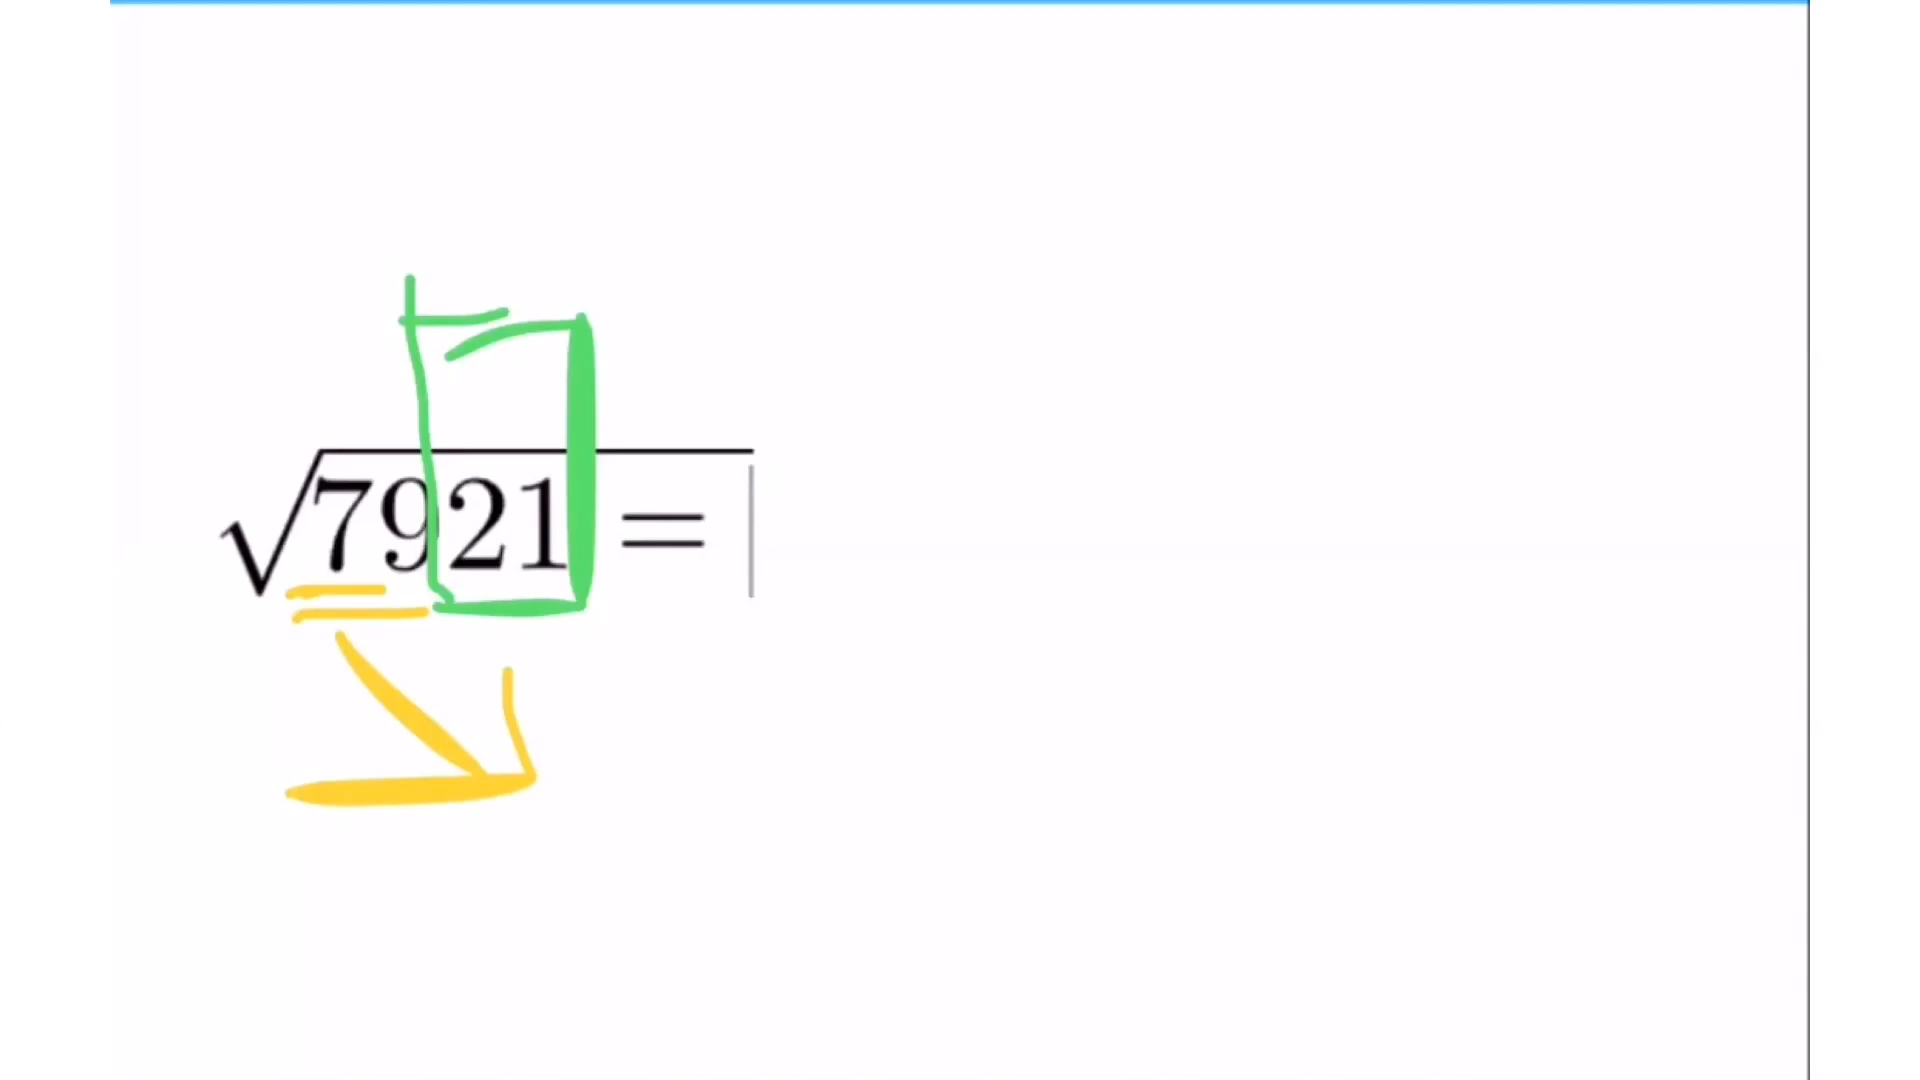 √7921 =